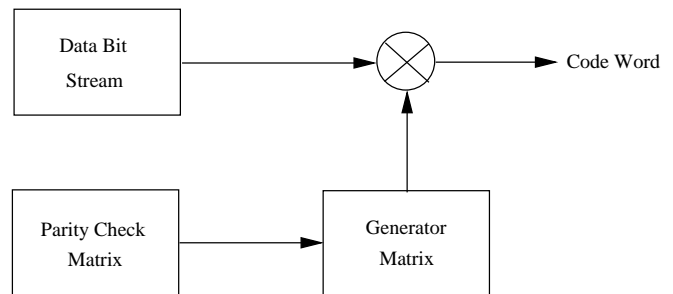 Data Bit
Stream
Code Word
Parity Check
Matrix
Generator
Matrix